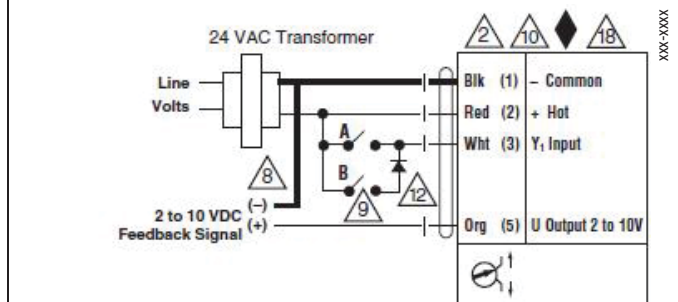 24 VAC Transformer
2 10 18
XXX-XXXX
Line
Volts
Blk (1) – Common
Red (2) + Hot
A
Wht (3) Y₁ Input
8
B
9
12
2 to 10 VDC (–)
Feedback Signal (+)
Org (5) U Output 2 to 10V